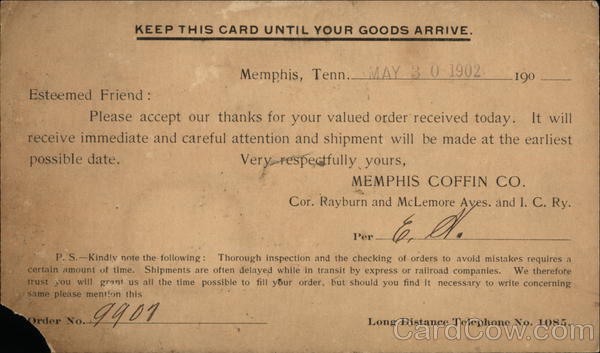 KEEP THIS CARD UNTIL YOUR GOODS ARRIVE.
Memphis, Tenn. MAY 30 1902 190
Esteemed Friend:
Please accept our thanks for your valued order received today. It will
receive immediate and careful attention and shipment will be made at the earliest
possible date. Very respectfully yours,
MEMPHIS COFFIN CO.
Cor. Rayburn and McLemore Aves. and I. C. Ry.
Per E. N.
P. S.—Kindly note the following: Thorough inspection and the checking of orders to avoid mistakes requires a
certain amount of time. Shipments are often delayed while in transit by express or railroad companies. We therefore
trust you will grant us all the time possible to fill your order, but should you find it necessary to write concerning
same please mention this
Order No. 9901 Long Distance Telephone No. 1085.
CardCow.com